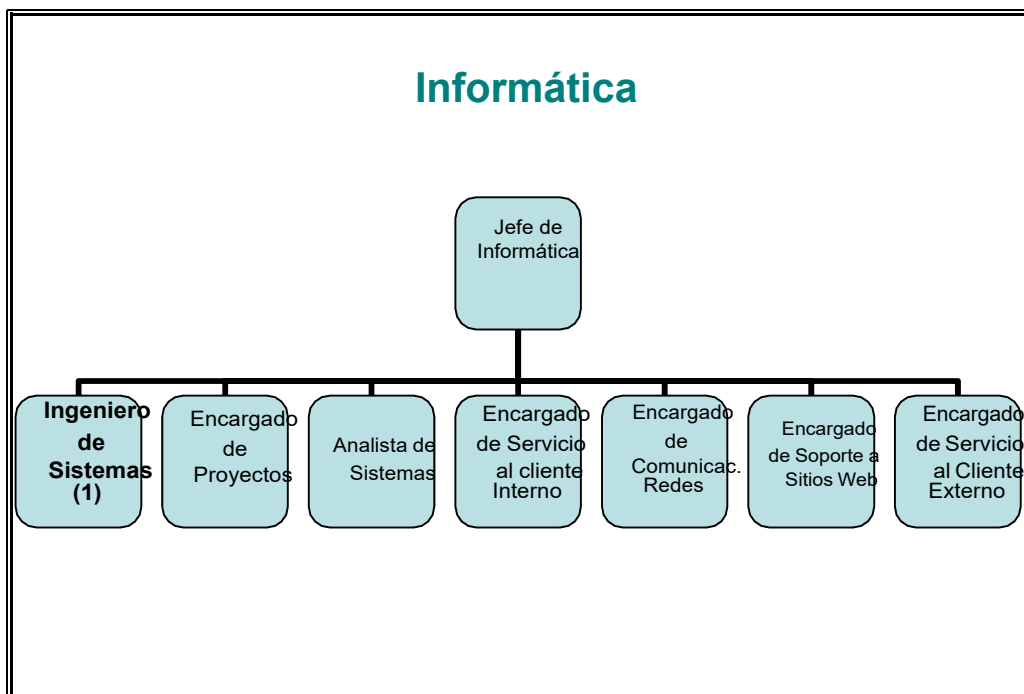 Informática
Jefe de
Informática
Ingeniero
de
Sistemas
(1)
Encargado
de
Proyectos
Analista de
Sistemas
Encargado
de Servicio
al cliente
Interno
Encargado
de
Comunicac.
Redes
Encargado
de Soporte a
Sitios Web
Encargado
de Servicio
al Cliente
Externo